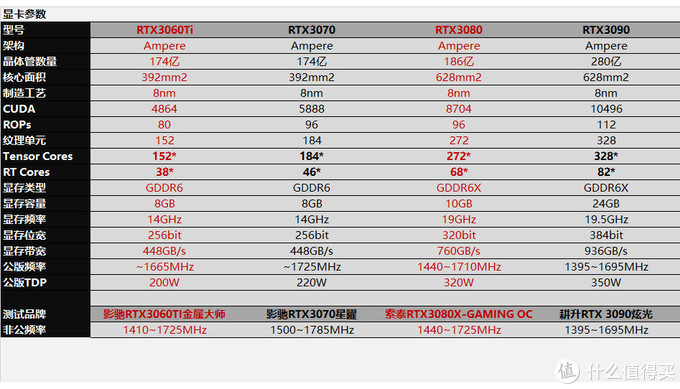 显卡参数
型号 RTX3060Ti RTX3070 RTX3080 RTX3090
架构 Ampere Ampere Ampere Ampere
晶体管数量 174亿 174亿 186亿 280亿
核心面积 392mm2 392mm2 628mm2 628mm2
制造工艺 8nm 8nm 8nm 8nm
CUDA 4864 5888 8704 10496
ROPs 80 96 96 112
纹理单元 152 184 272 328
Tensor Cores 152* 184* 272* 328*
RT Cores 38* 46* 68* 82*
显存类型 GDDR6 GDDR6 GDDR6X GDDR6X
显存容量 8GB 8GB 10GB 24GB
显存频率 14GHz 14GHz 19GHz 19.5GHz
显存位宽 256bit 256bit 320bit 384bit
显存带宽 448GB/s 448GB/s 760GB/s 936GB/s
公版频率 ~1665MHz ~1725MHz 1440~1710MHz 1395~1695MHz
公版TDP 200W 220W 320W 350W
测试品牌 影驰RTX3060TI金属大师 影驰RTX3070星曜 索泰RTX3080X-GAMING OC 耕升RTX 3090炫光
非公频率 1410~1725MHz 1500~1785MHz 1440~1725MHz 1395~1695MHz
值 什么值得买